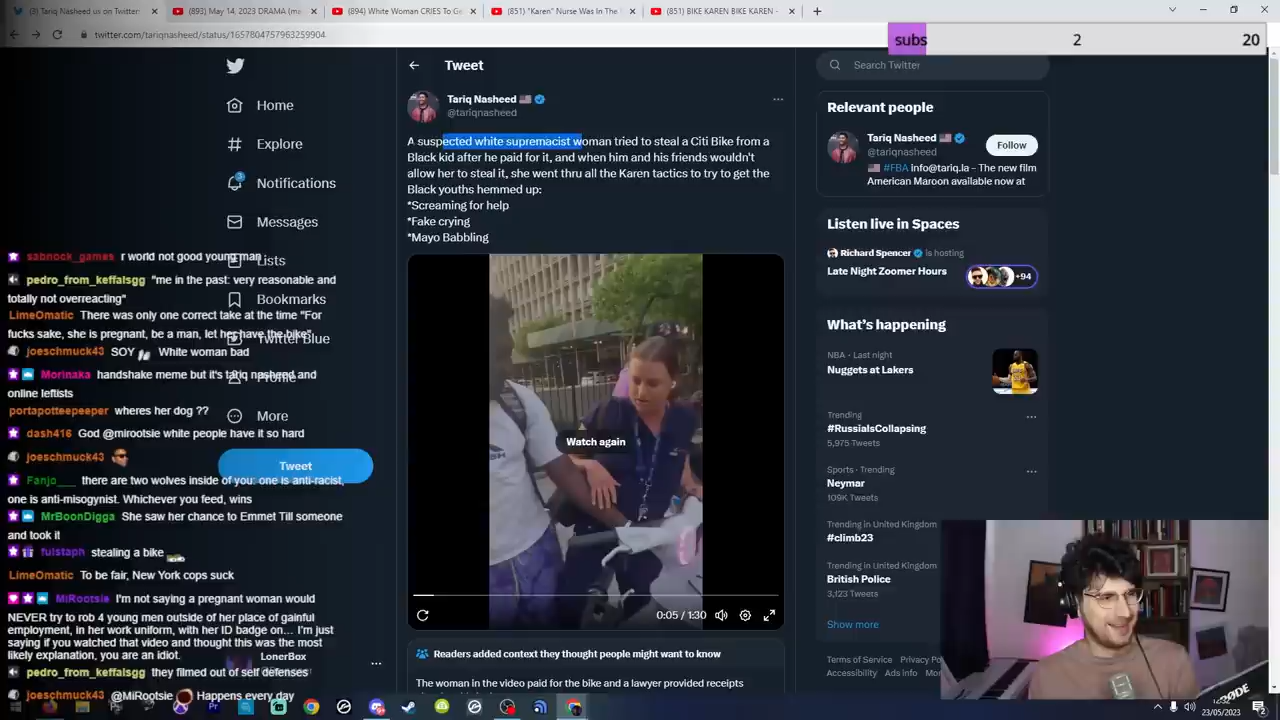 (3) Tariq Nasheed us on Twitter:
(893) May 14, 2023 DRAMA (me
(894) White Woman CRIES To Ge
(851) "Karen" Nurse Was In The
(851) BIKE KAREN BIKE KAREN -
twitter.com/tariqnasheed/status/1657804757963259904
subs
2
20
Home
Explore
3
Notifications
Messages
Lists
Bookmarks
Twitter Blue
More
Tweet
sabnock_games r world not good young man
pedro_from_keffalsgg "me in the past: very reasonable and
totally not overreacting"
LimeOmatic There was only one correct take at the time "For
fucks sake, she is pregnant, be a man, let her have the bike"
joeschmuck43 SOY White woman bad
Morinaka handshake meme but it's tariq nasheed and
online leftists
portapotteepeeper wheres her dog ??
dash416 God @mirootsie white people have it so hard
joeschmuck43
Fanjo___ there are two wolves inside of you. one is anti-racist,
one is anti-misogynist. Whichever you feed, wins
MrBoonDigga She saw her chance to Emmet Till someone
and took it
fulstaph stealing a bike
LimeOmatic To be fair, New York cops suck
MiRootsie I'm not saying a pregnant woman would
NEVER try to rob 4 young men outside of her place of gainful
employment, in her work uniform, with her ID badge on... I'm just
saying if you watched that video and thought this was the most
likely explanation, you are an idiot.
LonerBox
pedro_from_keffalsgg they filmed out of self defenses
joeschmuck43 @MiRootsie Happens every day
Tweet
Tariq Nasheed
@tariqnasheed
A suspected white supremacist woman tried to steal a Citi Bike from a
Black kid after he paid for it, and when him and his friends wouldn't
allow her to steal it, she went thru all the Karen tactics to try to get the
Black youths hemmed up:
*Screaming for help
*Fake crying
*Mayo Babbling
Watch again
0:05 / 1:30
Readers added context they thought people might want to know
The woman in the video paid for the bike and a lawyer provided receipts
Search Twitter
Relevant people
Tariq Nasheed
@tariqnasheed
Follow
#FBA info@tariq.la – The new film
American Maroon available now at
Listen live in Spaces
Richard Spencer is hosting
Late Night Zoomer Hours
+94
What's happening
NBA · Last night
Nuggets at Lakers
Trending
#RussiaIsCollapsing
5,975 Tweets
Sports · Trending
Neymar
109K Tweets
Trending in United Kingdom
#climb23
Trending in United Kingdom
British Police
3,123 Tweets
Show more
Terms of Service Privacy Po
Accessibility Ads info Mor
23/05/2023